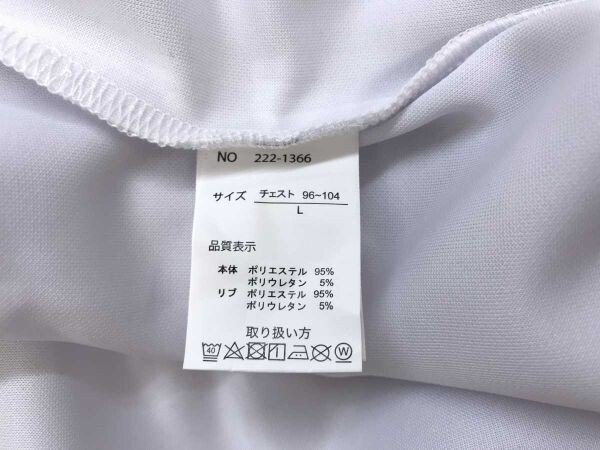 NO 222-1366
サイズ チェスト 96~104
L
品質表示
本体 ポリエステル 95%
ポリウレタン 5%
リブ ポリエステル 95%
ポリウレタン 5%
取り扱い方
40 W